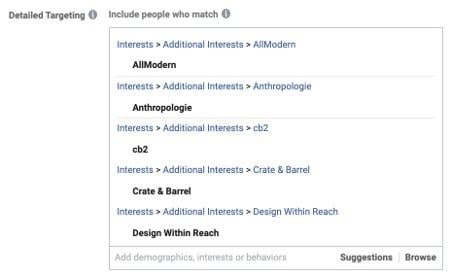 Detailed Targeting Include people who match
Interests > Additional Interests > AllModern
AllModern
Interests > Additional Interests > Anthropologie
Anthropologie
Interests > Additional Interests > cb2
cb2
Interests > Additional Interests > Crate & Barrel
Crate & Barrel
Interests > Additional Interests > Design Within Reach
Design Within Reach
Add demographics, interests or behaviors Suggestions | Browse